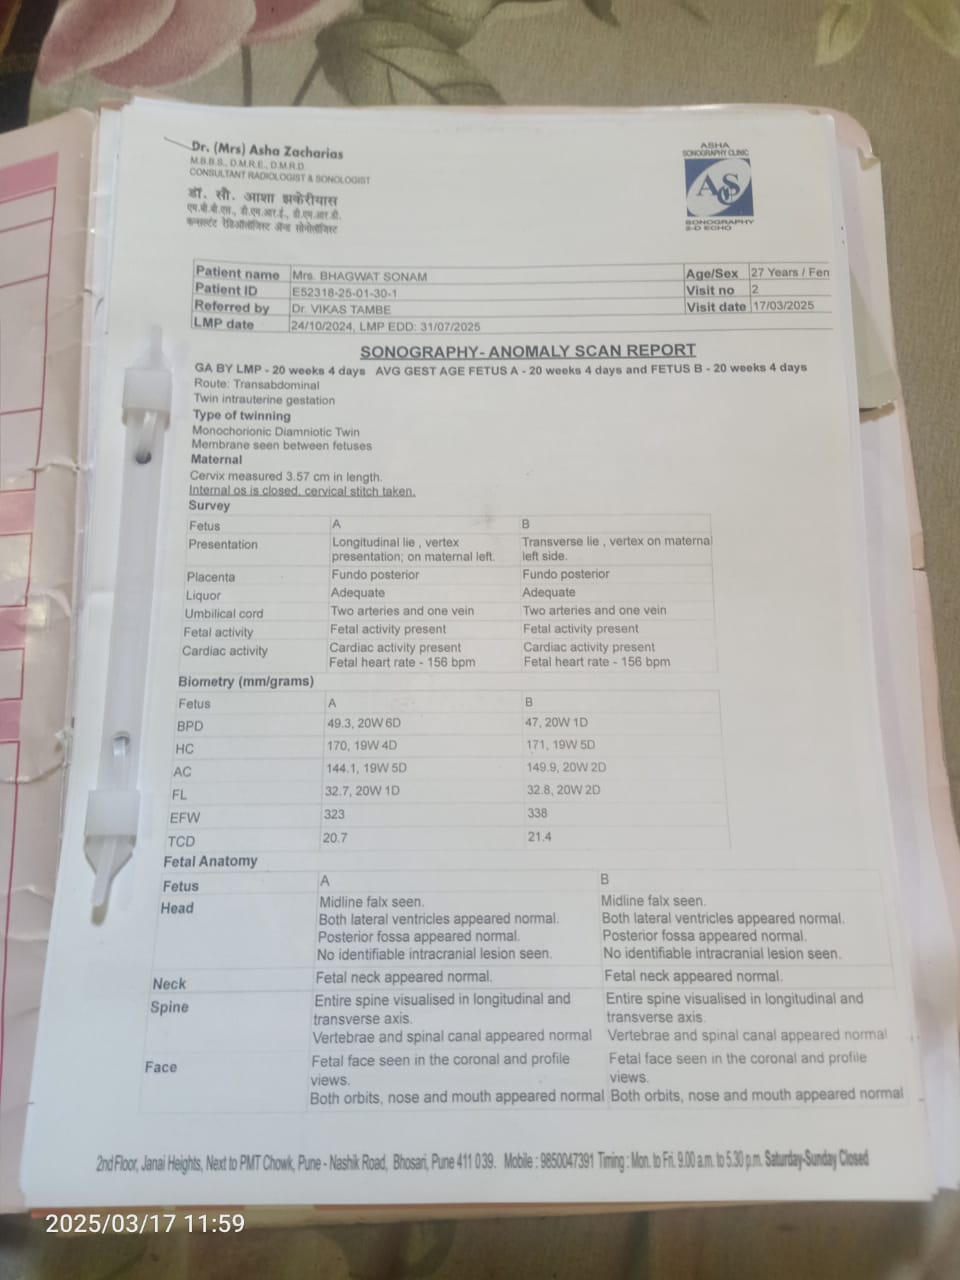 Dr. (Mrs) Asha Zacharias
M.B.B.S., D.M.R.E., D.M.R.D.
CONSULTANT RADIOLOGIST & SONOLOGIST
डॉ. सौ. आशा झकेरीयास
एम.बी.बी.एस., डी.एम.आर.ई., डी.एम.आर.डी.
कन्सल्टंट रेडिऑलॉजिस्ट ॲन्ड सोनोलॉजिस्ट
ASHA
SONOGRAPHY CLINIC
ASC
SONOGRAPHY
2-D ECHO
Patient name Mrs. BHAGWAT SONAM Age/Sex 27 Years / Fem
Patient ID E52318-25-01-30-1 Visit no 2
Referred by Dr. VIKAS TAMBE Visit date 17/03/2025
LMP date 24/10/2024, LMP EDD: 31/07/2025
SONOGRAPHY- ANOMALY SCAN REPORT
GA BY LMP - 20 weeks 4 days AVG GEST AGE FETUS A - 20 weeks 4 days and FETUS B - 20 weeks 4 days
Route: Transabdominal
Twin intrauterine gestation
Type of twinning
Monochorionic Diamniotic Twin
Membrane seen between fetuses
Maternal
Cervix measured 3.57 cm in length.
Internal os is closed. cervical stitch taken.
Survey
Fetus A B
Presentation Longitudinal lie , vertex Transverse lie , vertex on maternal
presentation; on maternal left. left side.
Placenta Fundo posterior Fundo posterior
Liquor Adequate Adequate
Umbilical cord Two arteries and one vein Two arteries and one vein
Fetal activity Fetal activity present Fetal activity present
Cardiac activity Cardiac activity present Cardiac activity present
Fetal heart rate - 156 bpm Fetal heart rate - 156 bpm
Biometry (mm/grams)
Fetus A B
BPD 49.3, 20W 6D 47, 20W 1D
HC 170, 19W 4D 171, 19W 5D
AC 144.1, 19W 5D 149.9, 20W 2D
FL 32.7, 20W 1D 32.8, 20W 2D
EFW 323 338
TCD 20.7 21.4
Fetal Anatomy
Fetus A B
Head Midline falx seen. Midline falx seen.
Both lateral ventricles appeared normal. Both lateral ventricles appeared normal.
Posterior fossa appeared normal. Posterior fossa appeared normal.
No identifiable intracranial lesion seen. No identifiable intracranial lesion seen.
Neck Fetal neck appeared normal. Fetal neck appeared normal.
Spine Entire spine visualised in longitudinal and Entire spine visualised in longitudinal and
transverse axis. transverse axis.
Vertebrae and spinal canal appeared normal Vertebrae and spinal canal appeared normal
Face Fetal face seen in the coronal and profile Fetal face seen in the coronal and profile
views. views.
Both orbits, nose and mouth appeared normal Both orbits, nose and mouth appeared normal
2nd Floor, Janai Heights, Next to PMT Chowk, Pune - Nashik Road, Bhosari, Pune 411 039. Mobile : 9850047391 Timing : Mon. to Fri. 9.00 a.m. to 5.30 p.m. Saturday-Sunday Closed
2025/03/17 11:59